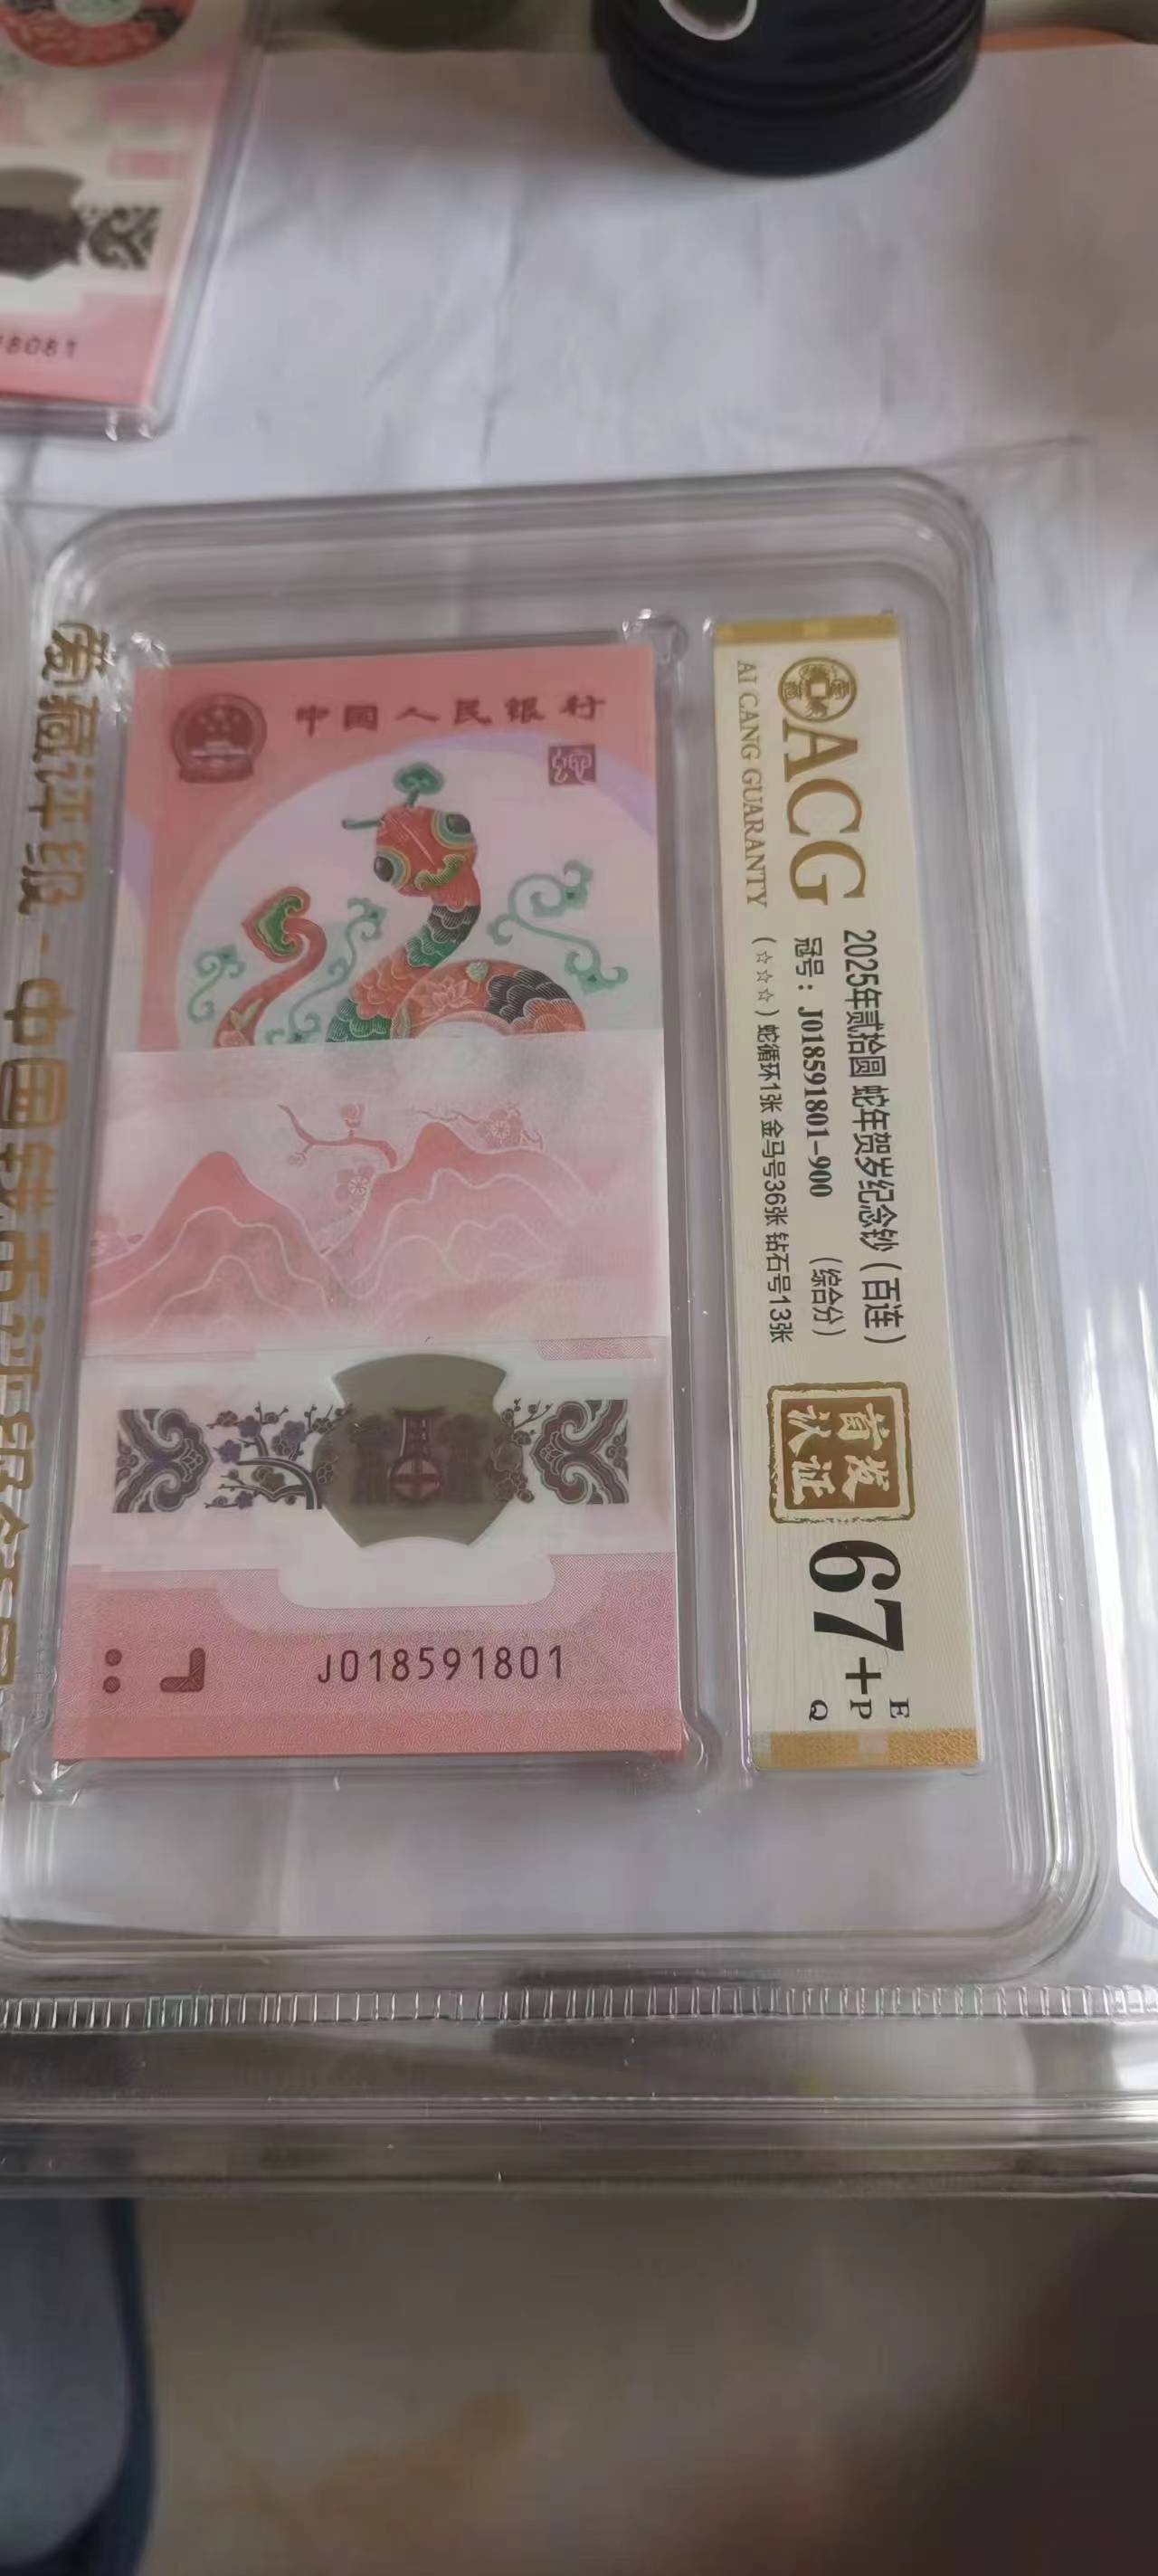 8081
爱藏评级-中国钱币评级
中国人民银行
J018591801
ACG
AI CANG GUARANTY
2025年贰拾圆 蛇年贺岁纪念钞（百连）
冠号：J018591801-900 （综合分）
（☆☆☆）蛇循环1张 金马号36张 钻石号13张
首发
认证
67+
E
P
Q